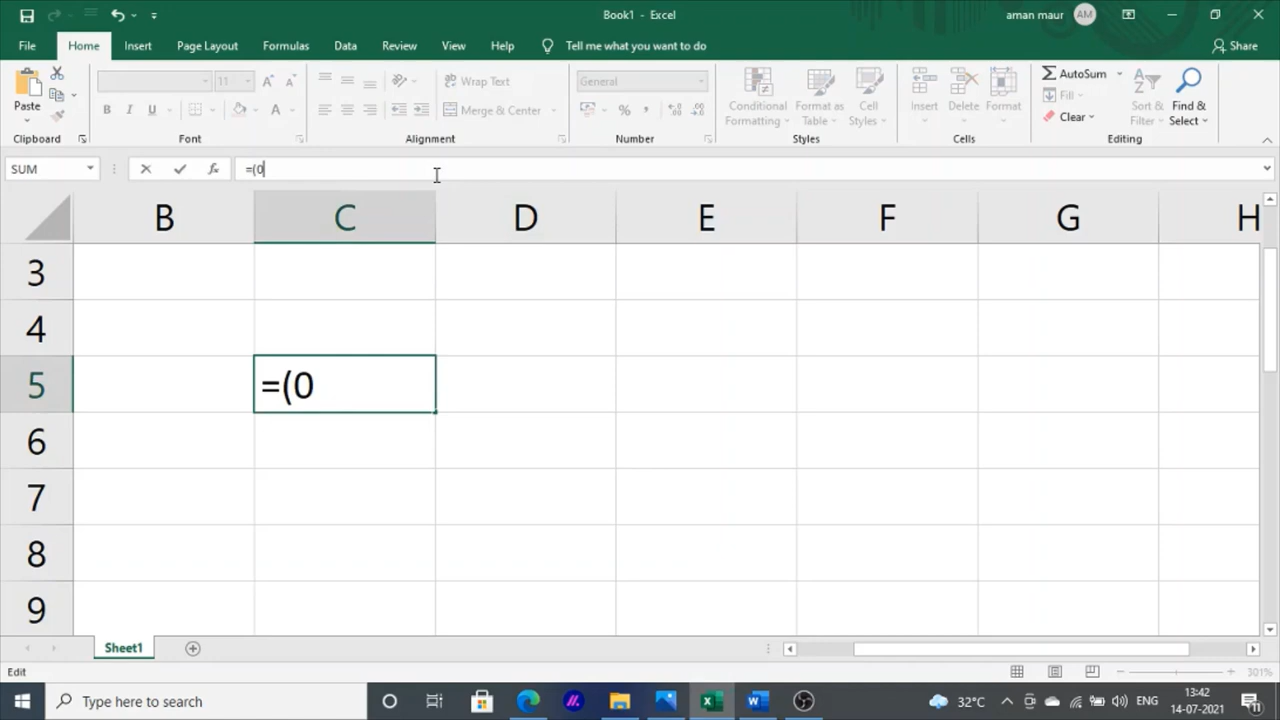 Book1 - Excel
aman maur AM
File Home Insert Page Layout Formulas Data Review View Help Tell me what you want to do Share
Paste
11
B I U A
Wrap Text
Merge & Center
General
%
Conditional Formatting
Format as Table
Cell Styles
Insert
Delete
Format
AutoSum
Fill
Clear
Sort & Filter
Find & Select
Clipboard Font Alignment Number Styles Cells Editing
SUM fx =(0
B C D E F G H
3
4
5 =(0
6
7
8
9
Sheet1
Edit 301%
Type here to search 32°C ENG 13:42
14-07-2021 11